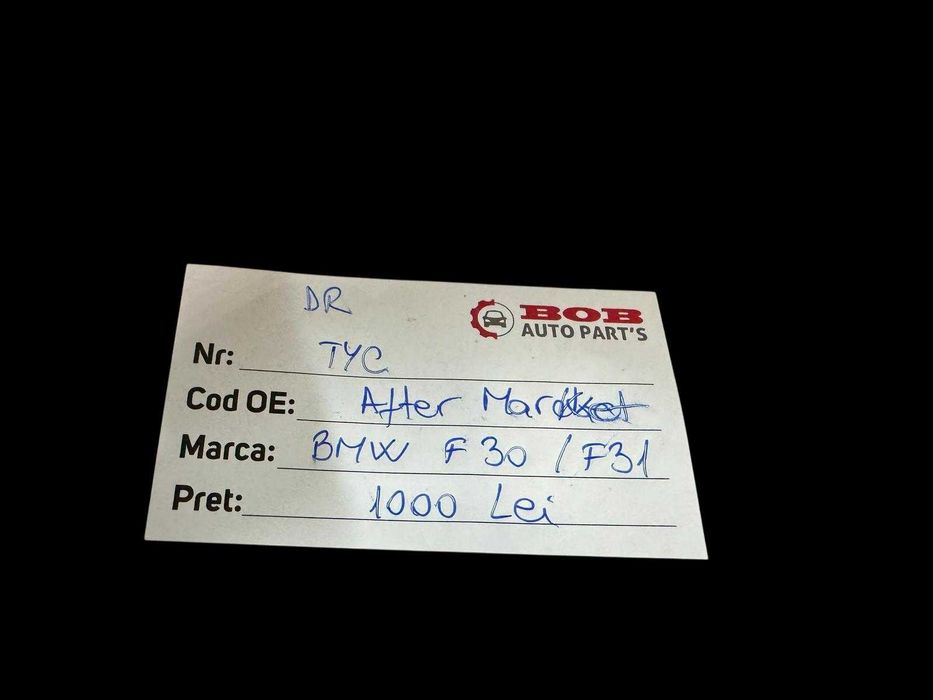 DR
BOB
AUTO PART'S
Nr: TYC
Cod OE: After Market
Marca: BMW F30 / F31
Pret: 1000 Lei